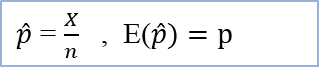 p̂ = X/n , E(p̂) = p